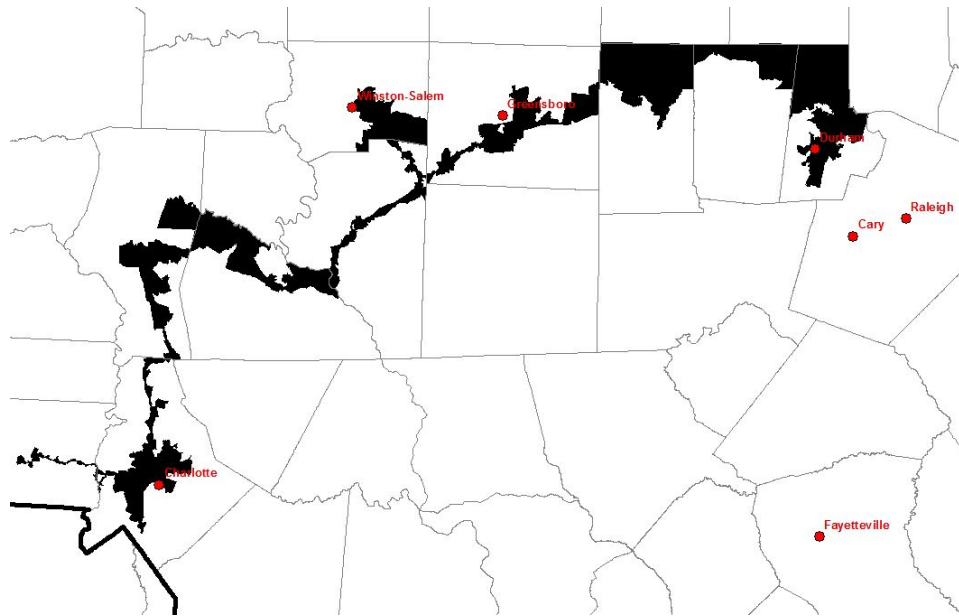 Winston-Salem
Greensboro
Durham
Raleigh
Cary
Charlotte
Fayetteville